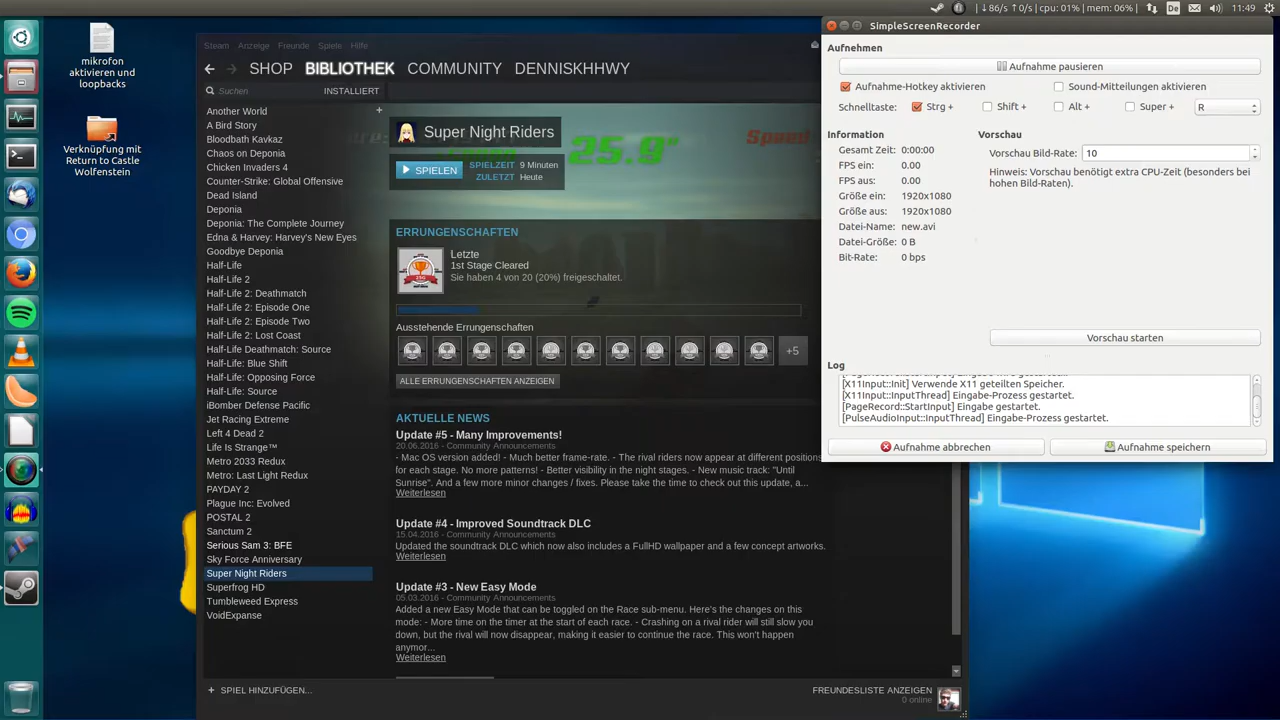 ↓86/s ↑0/s | cpu: 01% | mem: 06%
De
11:49
mikrofon
aktivieren und
loopbacks
Verknüpfung mit
Return to Castle
Wolfenstein
Steam Anzeige Freunde Spiele Hilfe
SHOP BIBLIOTHEK COMMUNITY DENNISKHHWY
Suchen INSTALLIERT
Another World
A Bird Story
Bloodbath Kavkaz
Chaos on Deponia
Chicken Invaders 4
Counter-Strike: Global Offensive
Dead Island
Deponia
Deponia: The Complete Journey
Edna & Harvey: Harvey's New Eyes
Goodbye Deponia
Half-Life
Half-Life 2
Half-Life 2: Deathmatch
Half-Life 2: Episode One
Half-Life 2: Episode Two
Half-Life 2: Lost Coast
Half-Life Deathmatch: Source
Half-Life: Blue Shift
Half-Life: Opposing Force
Half-Life: Source
iBomber Defense Pacific
Jet Racing Extreme
Left 4 Dead 2
Life Is Strange™
Metro 2033 Redux
Metro: Last Light Redux
PAYDAY 2
Plague Inc: Evolved
POSTAL 2
Sanctum 2
Serious Sam 3: BFE
Sky Force Anniversary
Super Night Riders
Superfrog HD
Tumbleweed Express
VoidExpanse
+ SPIEL HINZUFÜGEN...
25.9"
Speed
Super Night Riders
SPIELEN
SPIELZEIT 9 Minuten
ZULETZT Heute
ERRUNGENSCHAFTEN
Letzte
1st Stage Cleared
Sie haben 4 von 20 (20%) freigeschaltet.
Ausstehende Errungenschaften
+5
ALLE ERRUNGENSCHAFTEN ANZEIGEN
AKTUELLE NEWS
Update #5 - Many Improvements!
20.06.2016 - Community Announcements
- Mac OS version added! - Much better frame-rate. - The rival riders now appear at different positions
for each stage. No more patterns! - Better visibility in the night stages. - New music track: "Until
Sunrise". And a few more minor changes / fixes. Please take the time to check out this update, a...
Weiterlesen
Update #4 - Improved Soundtrack DLC
15.04.2016 - Community Announcements
Updated the soundtrack DLC which now also includes a FullHD wallpaper and a few concept artworks.
Weiterlesen
Update #3 - New Easy Mode
05.03.2016 - Community Announcements
Added a new Easy Mode that can be toggled on the Race sub-menu. Here's the changes on this
mode: - More time on the timer at the start of each race. - Crashing on a rival rider will still slow you
down, but the rival will now disappear, making it easier to continue the race. This won't happen
anymor...
Weiterlesen
FREUNDESLISTE ANZEIGEN
0 online
SimpleScreenRecorder
Aufnehmen
Aufnahme pausieren
Aufnahme-Hotkey aktivieren
Sound-Mitteilungen aktivieren
Schnelltaste: Strg + Shift + Alt + Super + R
Information
Gesamt Zeit: 0:00:00
FPS ein: 0.00
FPS aus: 0.00
Größe ein: 1920x1080
Größe aus: 1920x1080
Datei-Name: new.avi
Datei-Größe: 0 B
Bit-Rate: 0 bps
Vorschau
Vorschau Bild-Rate: 10
Hinweis: Vorschau benötigt extra CPU-Zeit (besonders bei
hohen Bild-Raten).
Vorschau starten
Log
[X11Input::Init] Verwende X11 geteilten Speicher.
[X11Input::InputThread] Eingabe-Prozess gestartet.
[PageRecord::StartInput] Eingabe gestartet.
[PulseAudioInput::InputThread] Eingabe-Prozess gestartet.
Aufnahme abbrechen
Aufnahme speichern